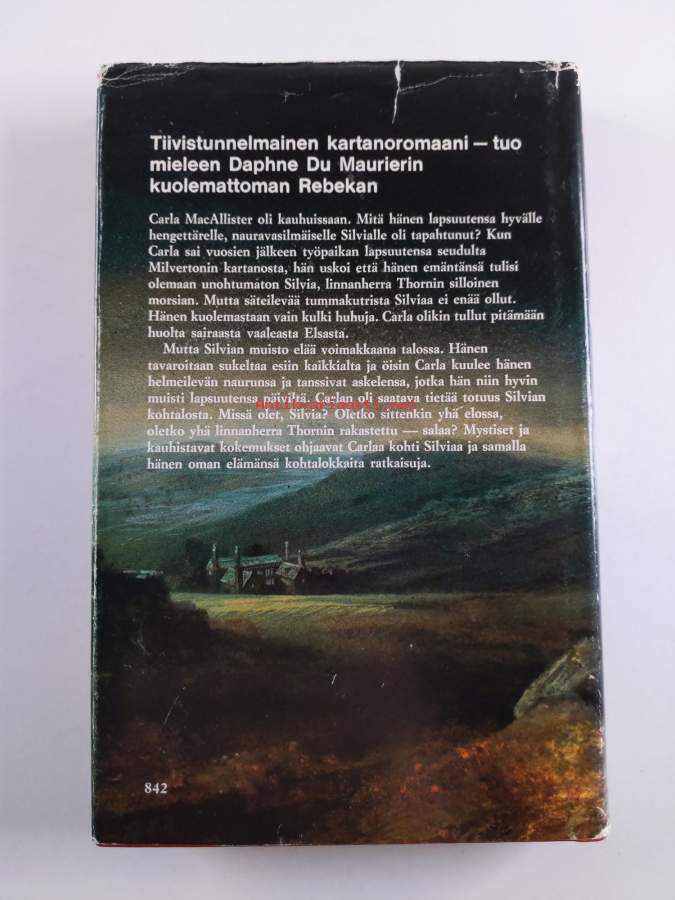 Tiivistunnelmainen kartanoromaani — tuo
mieleen Daphne Du Maurierin
kuolemattoman Rebekan
Carla MacAllister oli kauhuissaan. Mitä hänen lapsuutensa hyvälle
hengettärelle, nauravasilmäiselle Silvialle oli tapahtunut? Kun
Carla sai vuosien jälkeen työpaikan lapsuutensa seudulta
Milvertonin kartanosta, hän uskoi että hänen emäntänsä tulisi
olemaan unohtumaton Silvia, linnanherra Thornin silloinen
morsian. Mutta säteilevää tummakutrista Silviaa ei enää ollut.
Hänen kuolemastaan vain kulki huhuja. Carla olikin tullut pitämään
huolta sairaasta vaaleasta Elsasta.
Mutta Silvian muisto elää voimakkaana talossa. Hänen
tavaroitaan sukeltaa esiin kaikkialta ja öisin Carla kuulee hänen
helmeilevän naurunsa ja tanssivat askelensa, jotka hän niin hyvin
muisti lapsuutensa päiviltä. Carlan oli saatava tietää totuus Silvian
Antikvariaatti.com
kohtalosta. Missä olet, Silvia? Oletko sittenkin yhä elossa,
oletko yhä linnanherra Thornin rakastettu — salaa? Mystiset ja
kauhistavat kokemukset ohjaavat Carlaa kohti Silviaa ja samalla
hänen oman elämänsä kohtalokkaita ratkaisuja.
842